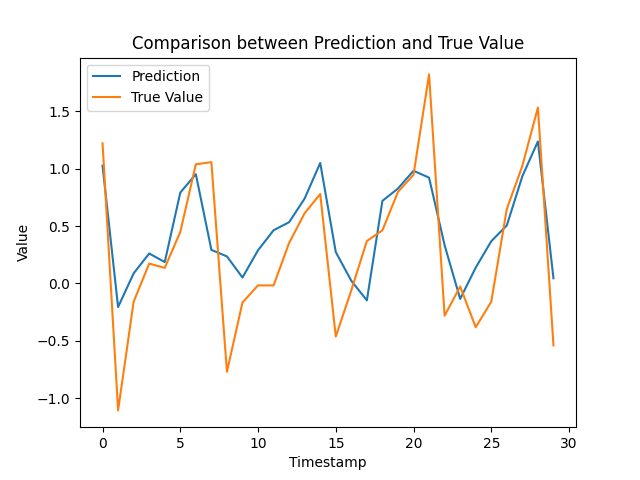 Comparison between Prediction and True Value
Prediction
True Value
1.5
1.0
0.5
0.0
−0.5
−1.0
Value
0 5 10 15 20 25 30
Timestamp